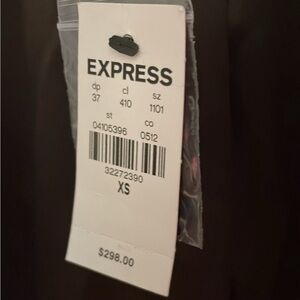 EXPRESS
dp cl sz
37 410 1101
st co
04105396 0512
32272390
XS
$298.00